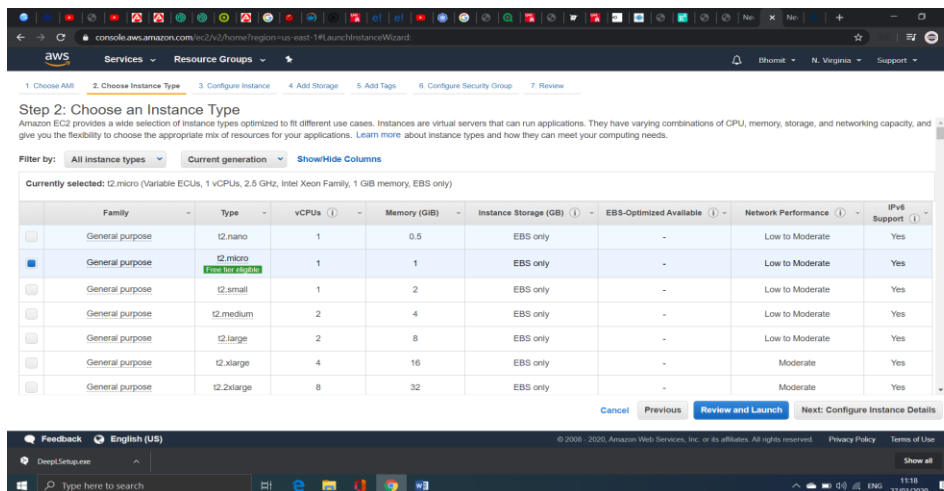 Ne
Ne
console.aws.amazon.com/ec2/v2/home?region=us-east-1#LaunchInstanceWizard:
aws Services Resource Groups Bhomit N. Virginia Support
1. Choose AMI 2. Choose Instance Type 3. Configure Instance 4. Add Storage 5. Add Tags 6. Configure Security Group 7. Review
Step 2: Choose an Instance Type
Amazon EC2 provides a wide selection of instance types optimized to fit different use cases. Instances are virtual servers that can run applications. They have varying combinations of CPU, memory, storage, and networking capacity, and
give you the flexibility to choose the appropriate mix of resources for your applications. Learn more about instance types and how they can meet your computing needs.
Filter by: All instance types Current generation Show/Hide Columns
Currently selected: t2.micro (Variable ECUs, 1 vCPUs, 2.5 GHz, Intel Xeon Family, 1 GiB memory, EBS only)
Family Type vCPUs Memory (GiB) Instance Storage (GB) EBS-Optimized Available Network Performance IPv6 Support
General purpose t2.nano 1 0.5 EBS only - Low to Moderate Yes
General purpose t2.micro 1 1 EBS only - Low to Moderate Yes
Free tier eligible
General purpose t2.small 1 2 EBS only - Low to Moderate Yes
General purpose t2.medium 2 4 EBS only - Low to Moderate Yes
General purpose t2.large 2 8 EBS only - Low to Moderate Yes
General purpose t2.xlarge 4 16 EBS only - Moderate Yes
General purpose t2.2xlarge 8 32 EBS only - Moderate Yes
Cancel Previous Review and Launch Next: Configure Instance Details
Feedback English (US) © 2008 - 2020, Amazon Web Services, Inc. or its affiliates. All rights reserved. Privacy Policy Terms of Use
DeepLSetup.exe Show all
Type here to search ENG 11:18
27/03/2020